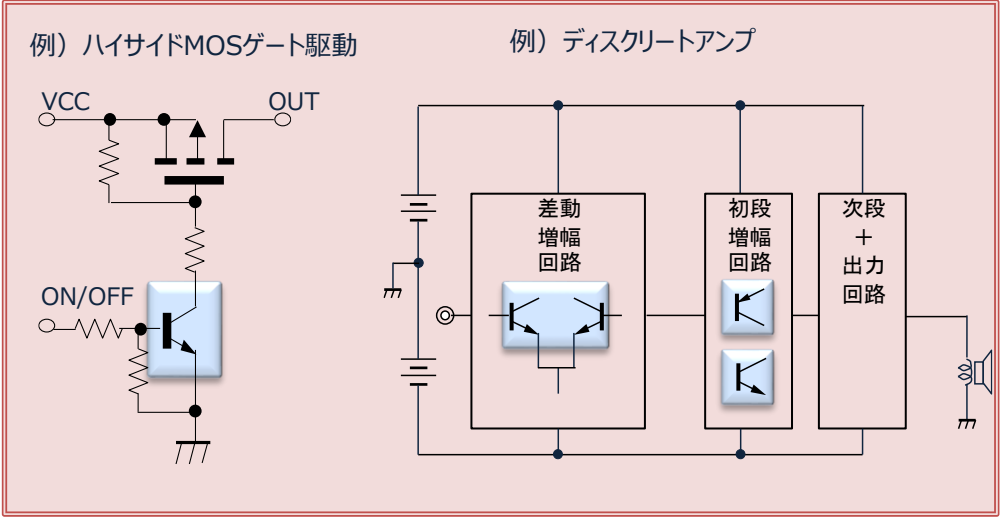 例）ハイサイドMOSゲート駆動
例）ディスクリートアンプ
VCC
OUT
ON/OFF
差動
増幅
回路
初段
増幅
回路
次段
＋
出力
回路